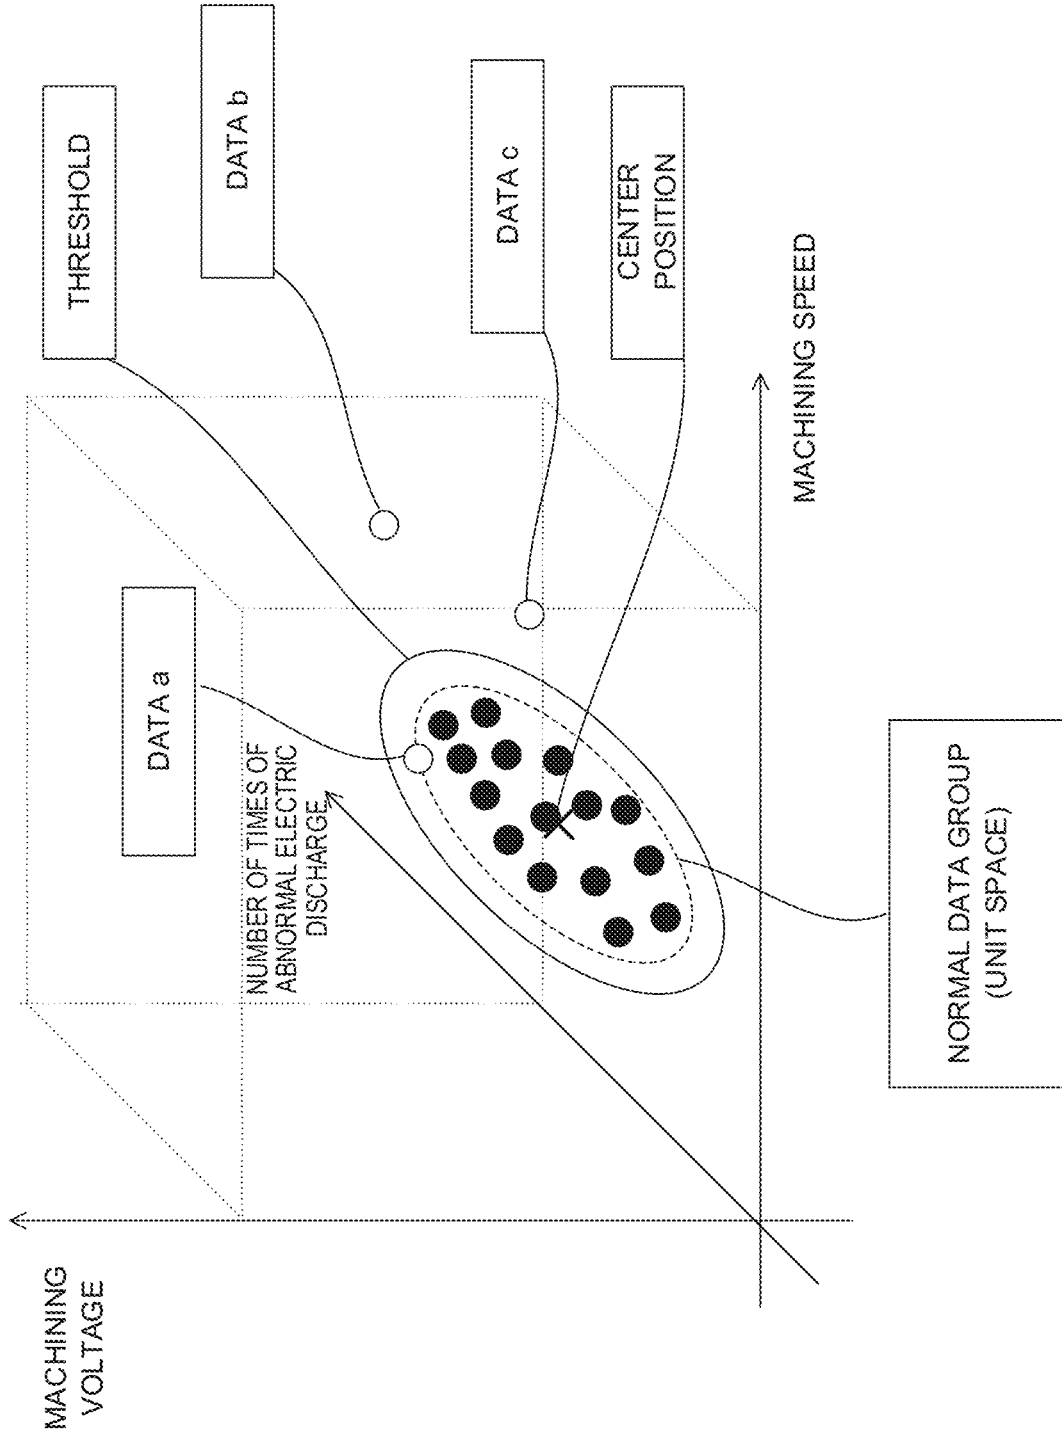 MACHINING
VOLTAGE
NUMBER OF TIMES OF
ABNORMAL ELECTRIC
DISCHARGE
DATA a
THRESHOLD
DATA b
DATA c
CENTER
POSITION
MACHINING SPEED
NORMAL DATA GROUP
(UNIT SPACE)